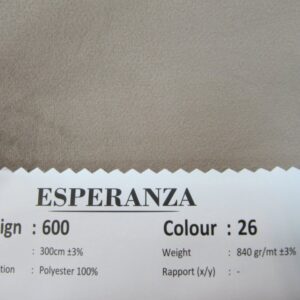 ESPERANZA
ign : 600 Colour : 26
: 300cm ±3% Weight : 840 gr/mt ±3%
tion : Polyester 100% Rapport (x/y) : -